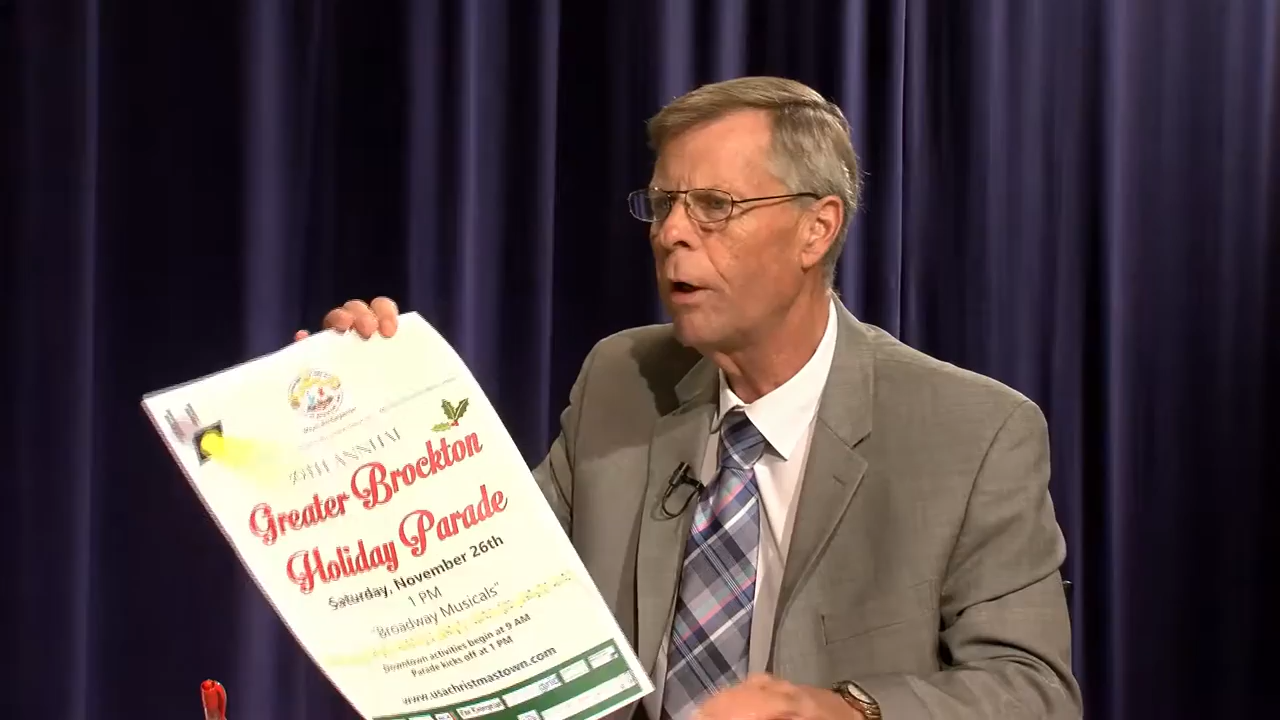 ANNUAL
Greater Brockton
Holiday Parade
Saturday, November 26th
1 PM
"Broadway Musicals"
Downtown activities begin at 9 AM
Parade kicks off at 1 PM
www.usachristmastown.com